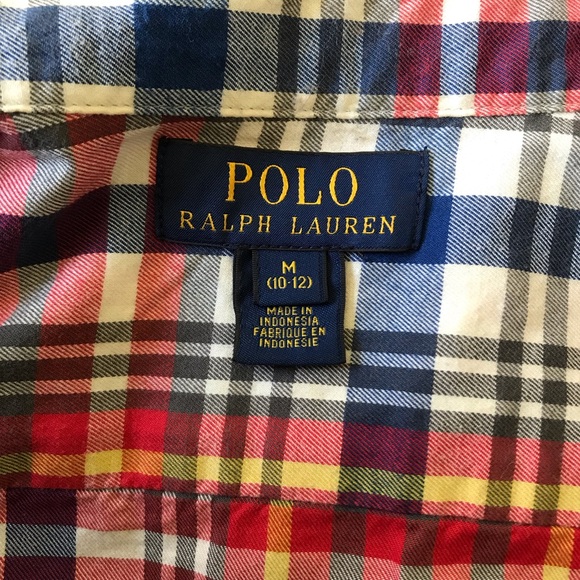 POLO
RALPH LAUREN
M
(10-12)
MADE IN
INDONESIA
FABRIQUE EN
INDONESIE